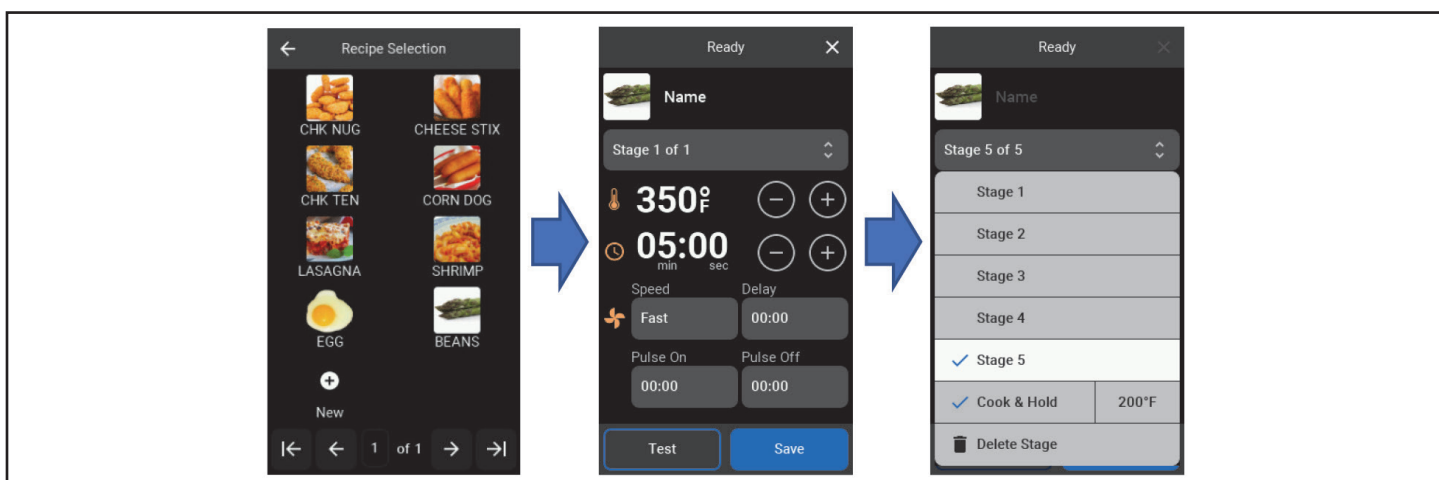 Recipe Selection
CHK NUG CHEESE STIX
CHK TEN CORN DOG
LASAGNA SHRIMP
EGG BEANS
New
1 of 1
Ready
Name
Stage 1 of 1
350°F
05:00
min sec
Speed Delay
Fast 00:00
Pulse On Pulse Off
00:00 00:00
Test Save
Ready
Name
Stage 5 of 5
Stage 1
Stage 2
Stage 3
Stage 4
Stage 5
Cook & Hold 200°F
Delete Stage